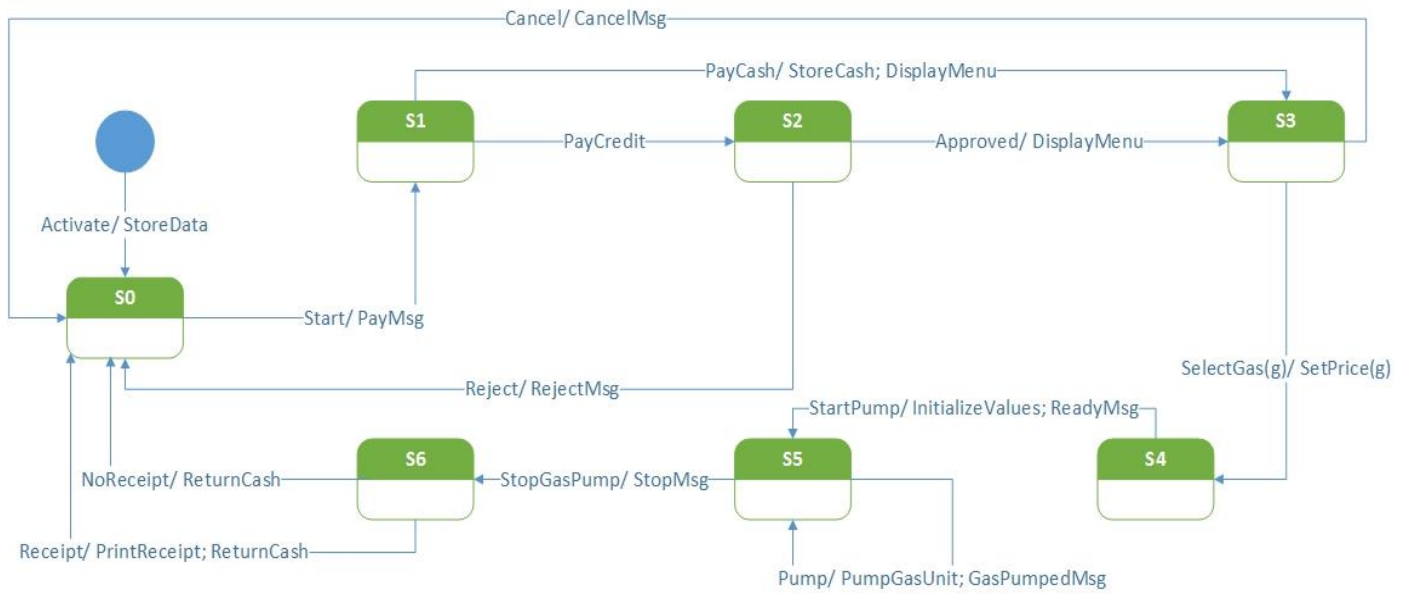 Cancel/ CancelMsg
PayCash/ StoreCash; DisplayMenu
S1
S2
S3
PayCredit
Approved/ DisplayMenu
Activate/ StoreData
S0
Start/ PayMsg
SelectGas(g)/ SetPrice(g)
Reject/ RejectMsg
StartPump/ InitializeValues; ReadyMsg
S6
S5
S4
NoReceipt/ ReturnCash
StopGasPump/ StopMsg
Receipt/ PrintReceipt; ReturnCash
Pump/ PumpGasUnit; GasPumpedMsg